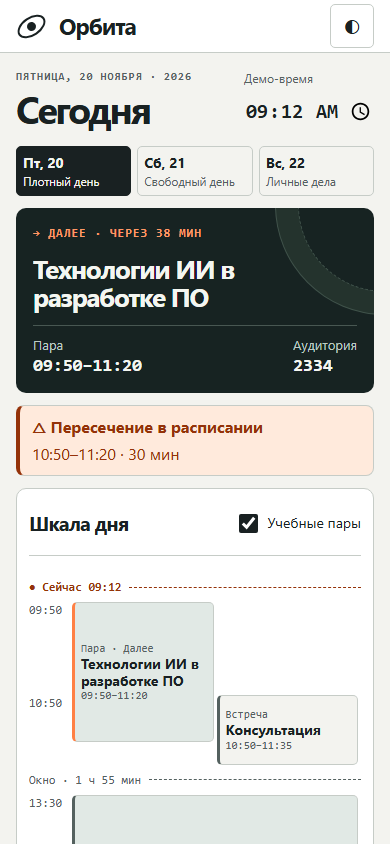 Орбита
ПЯТНИЦА, 20 НОЯБРЯ · 2026
Сегодня
Демо-время
09:12 AM
Пт, 20
Плотный день
Сб, 21
Свободный день
Вс, 22
Личные дела
→ ДАЛЕЕ · ЧЕРЕЗ 38 МИН
Технологии ИИ в
разработке ПО
Пара
09:50–11:20
Аудитория
2334
△ Пересечение в расписании
10:50–11:20 · 30 мин
Шкала дня
Учебные пары
● Сейчас 09:12
09:50
Пара · Далее
Технологии ИИ в
разработке ПО
09:50–11:20
10:50
Встреча
Консультация
10:50–11:35
Окно · 1 ч 55 мин
13:30